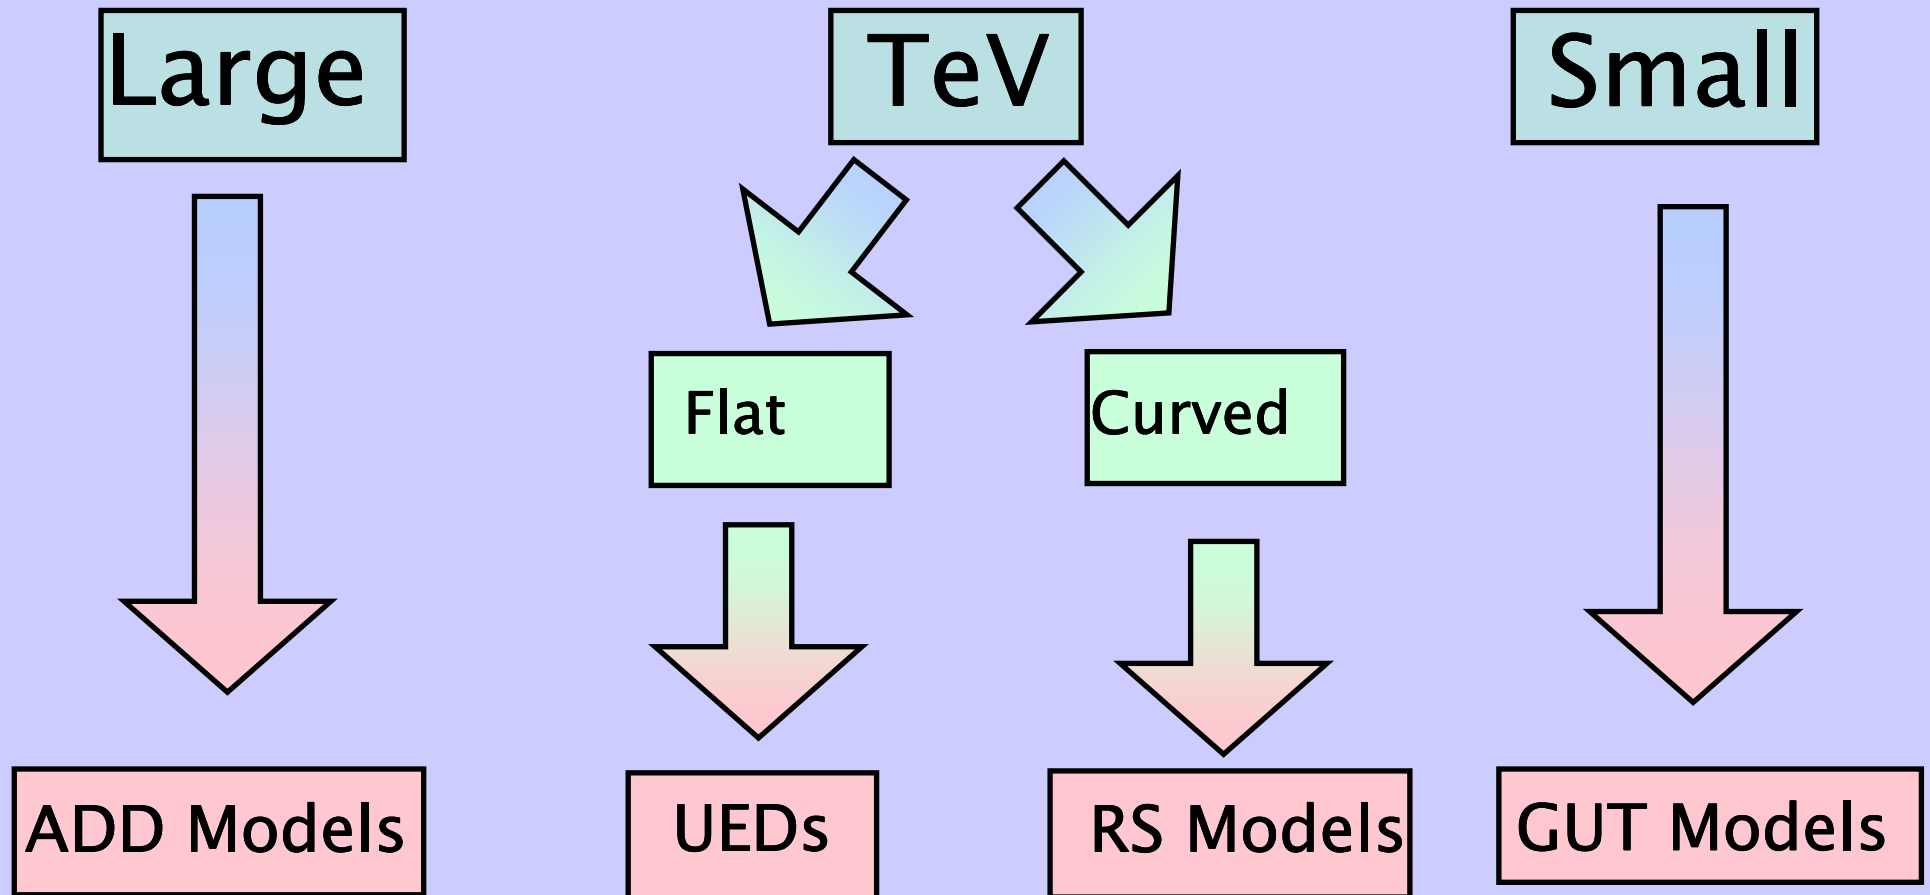 Large
TeV
Small
Flat
Curved
ADD Models
UEDs
RS Models
GUT Models